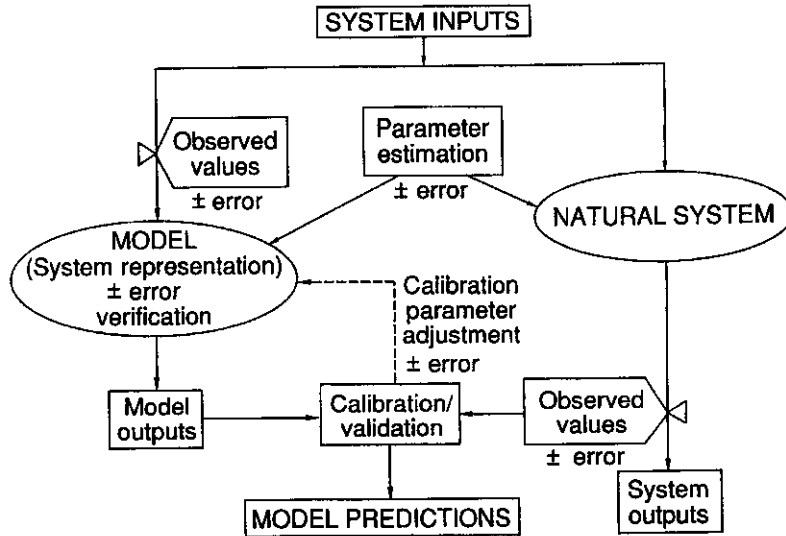 SYSTEM INPUTS
Observed
values
± error
Parameter
estimation
± error
NATURAL SYSTEM
MODEL
(System representation)
± error
verification
Calibration
parameter
adjustment
± error
Model
outputs
Calibration/
validation
Observed
values
± error
System
outputs
MODEL PREDICTIONS